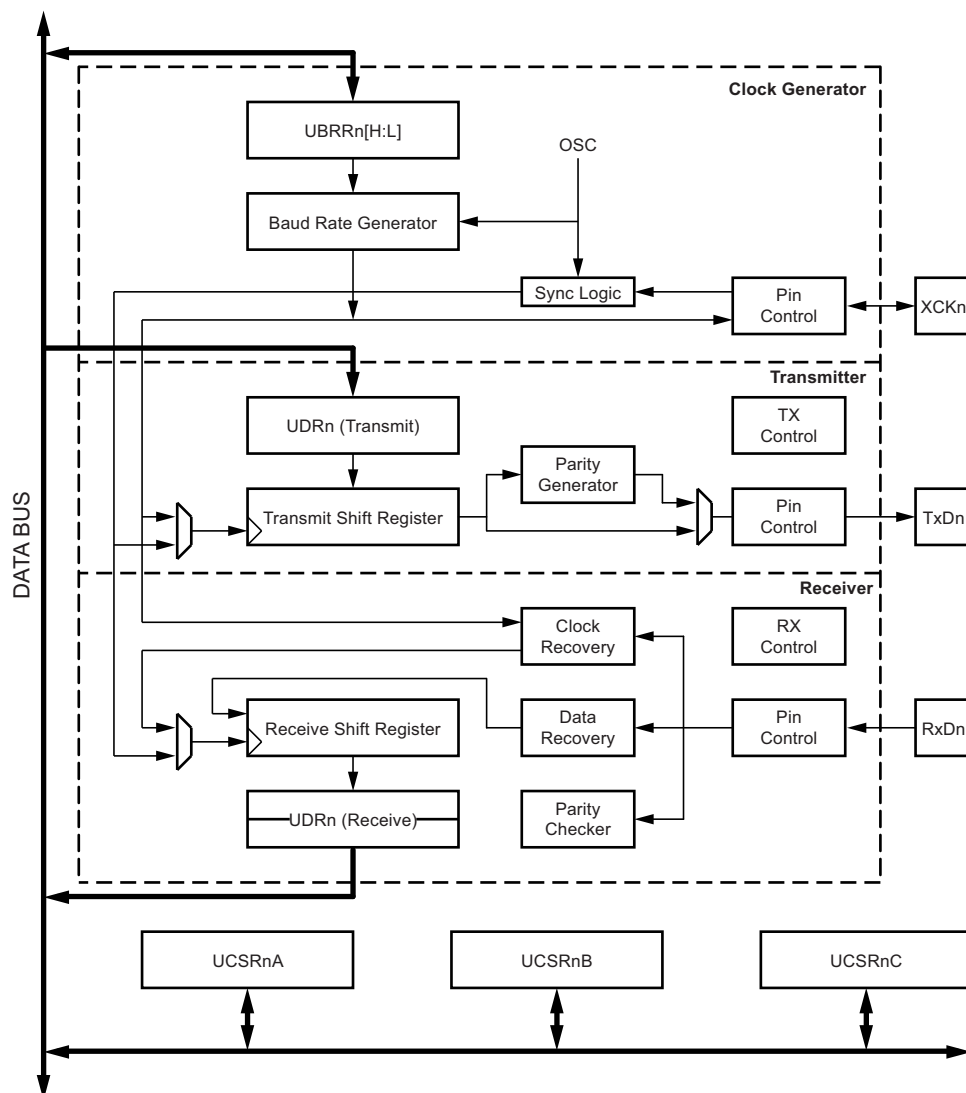 Clock Generator
UBRRn[H:L]
OSC
Baud Rate Generator
Sync Logic
Pin
Control
XCKn
Transmitter
UDRn (Transmit)
TX
Control
Parity
Generator
Transmit Shift Register
Pin
Control
TxDn
DATA BUS
Receiver
Clock
Recovery
RX
Control
Receive Shift Register
Data
Recovery
Pin
Control
RxDn
UDRn (Receive)
Parity
Checker
UCSRnA
UCSRnB
UCSRnC